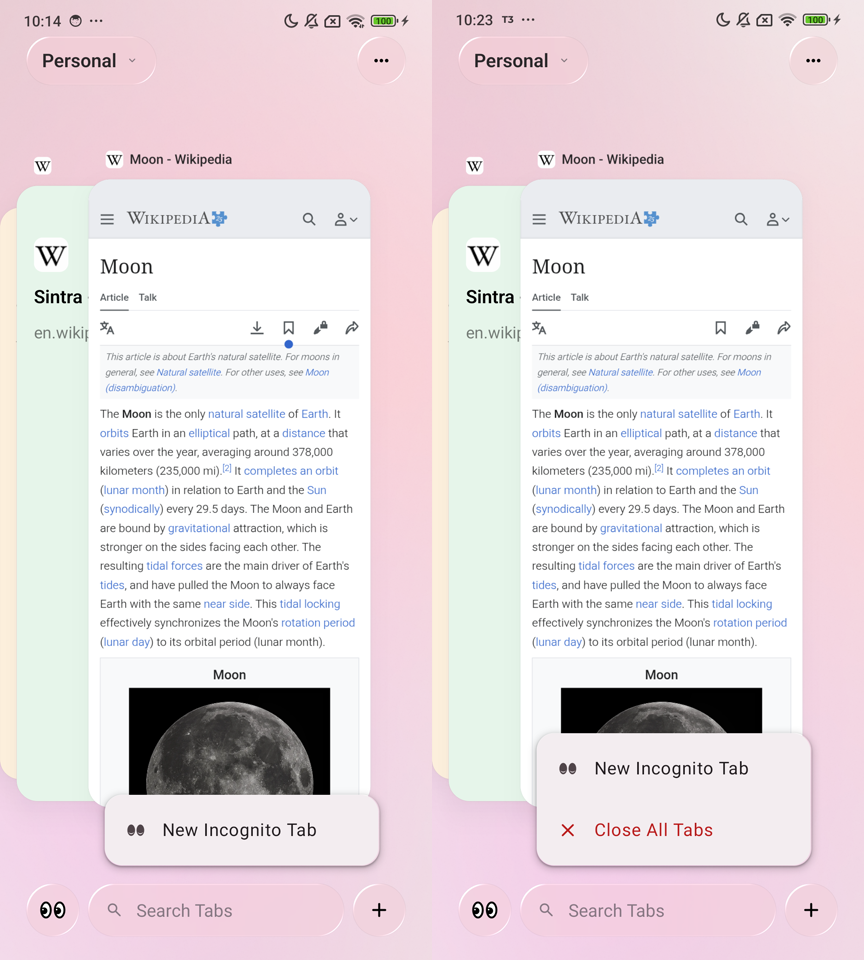 10:14
100
Personal
W
W Moon - Wikipedia
W
Sintra
en.wikip
WIKIPEDIA
Moon
Article Talk
This article is about Earth's natural satellite. For moons in
general, see Natural satellite. For other uses, see Moon
(disambiguation).
The Moon is the only natural satellite of Earth. It
orbits Earth in an elliptical path, at a distance that
varies over the year, averaging around 378,000
kilometers (235,000 mi).[2] It completes an orbit
(lunar month) in relation to Earth and the Sun
(synodically) every 29.5 days. The Moon and Earth
are bound by gravitational attraction, which is
stronger on the sides facing each other. The
resulting tidal forces are the main driver of Earth's
tides, and have pulled the Moon to always face
Earth with the same near side. This tidal locking
effectively synchronizes the Moon's rotation period
(lunar day) to its orbital period (lunar month).
Moon
New Incognito Tab
Search Tabs
10:23 T3
100
Personal
W
W Moon - Wikipedia
W
Sintra
en.wikip
WIKIPEDIA
Moon
Article Talk
This article is about Earth's natural satellite. For moons in
general, see Natural satellite. For other uses, see Moon
(disambiguation).
The Moon is the only natural satellite of Earth. It
orbits Earth in an elliptical path, at a distance that
varies over the year, averaging around 378,000
kilometers (235,000 mi).[2] It completes an orbit
(lunar month) in relation to Earth and the Sun
(synodically) every 29.5 days. The Moon and Earth
are bound by gravitational attraction, which is
stronger on the sides facing each other. The
resulting tidal forces are the main driver of Earth's
tides, and have pulled the Moon to always face
Earth with the same near side. This tidal locking
effectively synchronizes the Moon's rotation period
(lunar day) to its orbital period (lunar month).
Moon
New Incognito Tab
Close All Tabs
Search Tabs